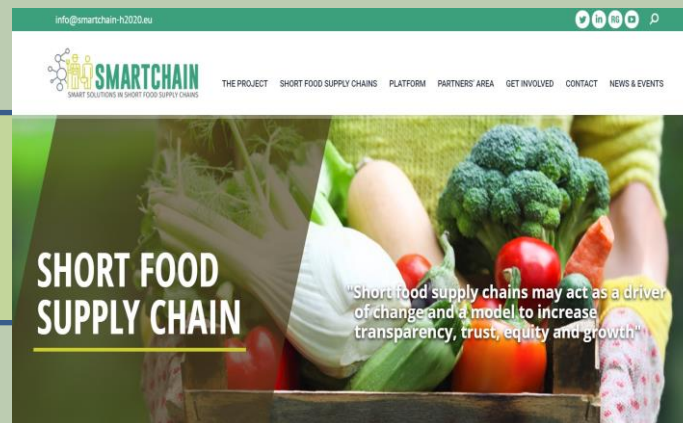 info@smartchain-h2020.eu
in RG
SMARTCHAIN
SMART SOLUTIONS IN SHORT FOOD SUPPLY CHAINS
THE PROJECT SHORT FOOD SUPPLY CHAINS PLATFORM PARTNERS' AREA GET INVOLVED CONTACT NEWS & EVENTS
SHORT FOOD
SUPPLY CHAIN
"Short food supply chains may act as a driver
of change and a model to increase
transparency, trust, equity and growth"